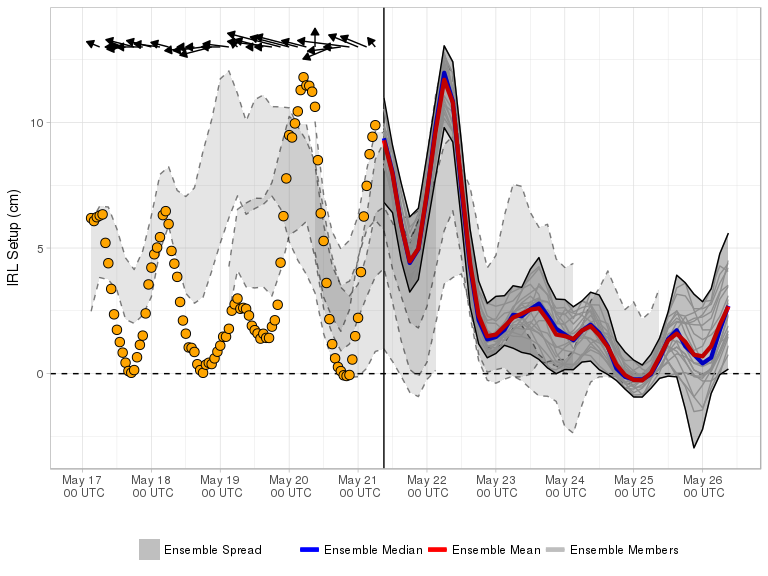 IRL Setup (cm)
10
5
0
May 17 May 18 May 19 May 20 May 21 May 22 May 23 May 24 May 25 May 26
00 UTC 00 UTC 00 UTC 00 UTC 00 UTC 00 UTC 00 UTC 00 UTC 00 UTC 00 UTC
Ensemble Spread Ensemble Median Ensemble Mean Ensemble Members